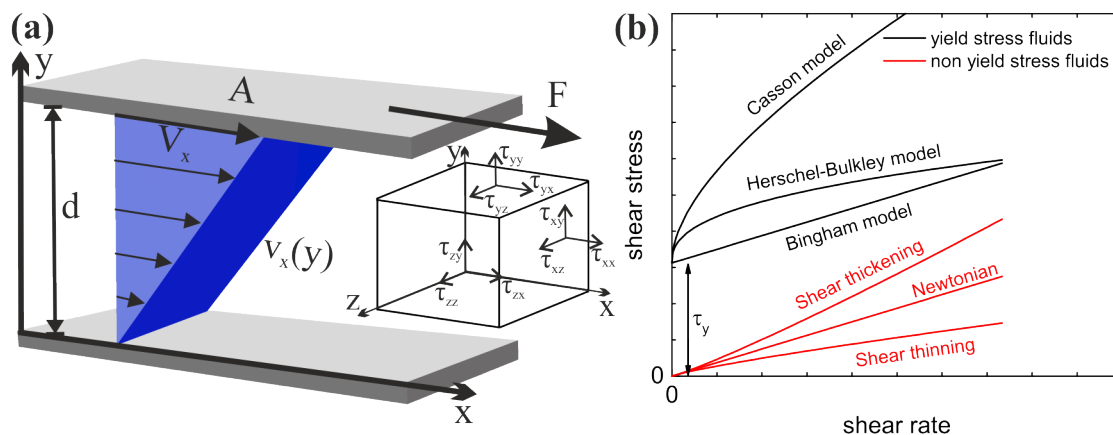 (a)
y
A
F
V_x
d
v_x(y)
x
y
τ_yy
τ_yx
τ_yz
τ_xy
τ_xz
τ_xx
τ_zy
τ_zz
τ_zx
z
x
(b)
yield stress fluids
non yield stress fluids
Casson model
Herschel-Bulkley model
Bingham model
Shear thickening
Newtonian
Shear thinning
τ_y
shear stress
0
0
shear rate